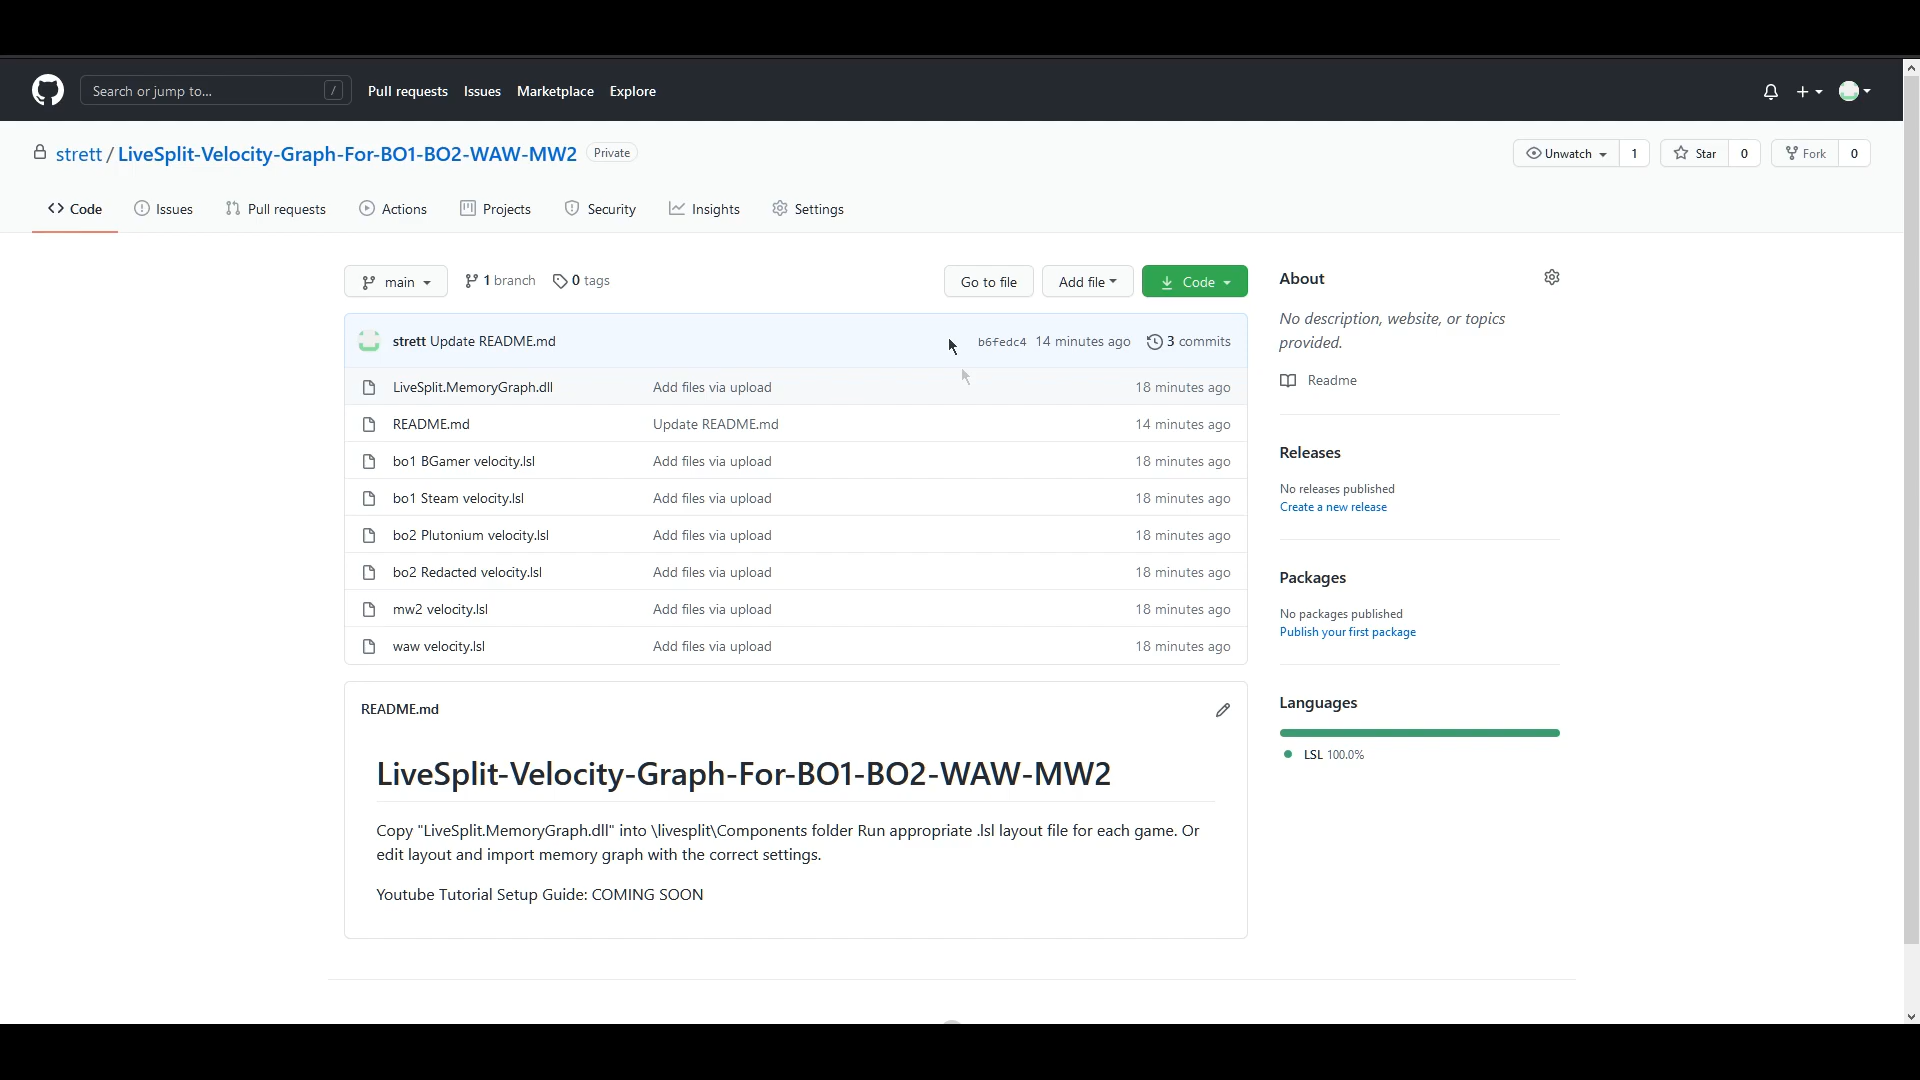 Search or jump to... /
Pull requests Issues Marketplace Explore
strett / LiveSplit-Velocity-Graph-For-BO1-BO2-WAW-MW2 Private
Unwatch 1 Star 0 Fork 0
Code Issues Pull requests Actions Projects Security Insights Settings
main 1 branch 0 tags Go to file Add file Code
strett Update README.md b6fedc4 14 minutes ago 3 commits
LiveSplit.MemoryGraph.dll Add files via upload 18 minutes ago
README.md Update README.md 14 minutes ago
bo1 BGamer velocity.lsl Add files via upload 18 minutes ago
bo1 Steam velocity.lsl Add files via upload 18 minutes ago
bo2 Plutonium velocity.lsl Add files via upload 18 minutes ago
bo2 Redacted velocity.lsl Add files via upload 18 minutes ago
mw2 velocity.lsl Add files via upload 18 minutes ago
waw velocity.lsl Add files via upload 18 minutes ago
README.md
LiveSplit-Velocity-Graph-For-BO1-BO2-WAW-MW2
Copy "LiveSplit.MemoryGraph.dll" into \livesplit\Components folder Run appropriate .lsl layout file for each game. Or
edit layout and import memory graph with the correct settings.
Youtube Tutorial Setup Guide: COMING SOON
About
No description, website, or topics
provided.
Readme
Releases
No releases published
Create a new release
Packages
No packages published
Publish your first package
Languages
LSL 100.0%